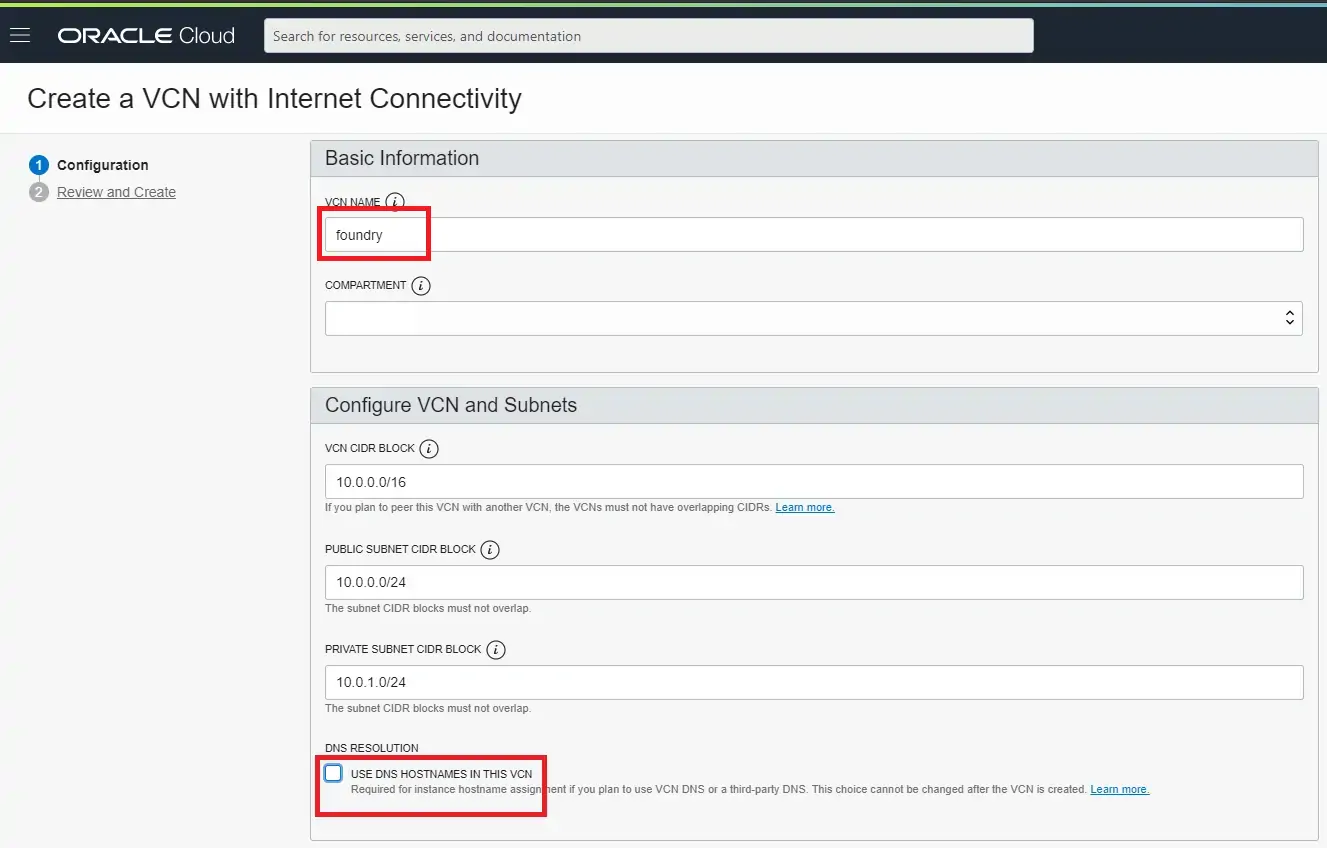 ORACLE Cloud
Search for resources, services, and documentation
Create a VCN with Internet Connectivity
1 Configuration
2 Review and Create
Basic Information
VCN NAME i
foundry
COMPARTMENT i
Configure VCN and Subnets
VCN CIDR BLOCK i
10.0.0.0/16
If you plan to peer this VCN with another VCN, the VCNs must not have overlapping CIDRs. Learn more.
PUBLIC SUBNET CIDR BLOCK i
10.0.0.0/24
The subnet CIDR blocks must not overlap.
PRIVATE SUBNET CIDR BLOCK i
10.0.1.0/24
The subnet CIDR blocks must not overlap.
DNS RESOLUTION
USE DNS HOSTNAMES IN THIS VCN
Required for instance hostname assignment if you plan to use VCN DNS or a third-party DNS. This choice cannot be changed after the VCN is created. Learn more.